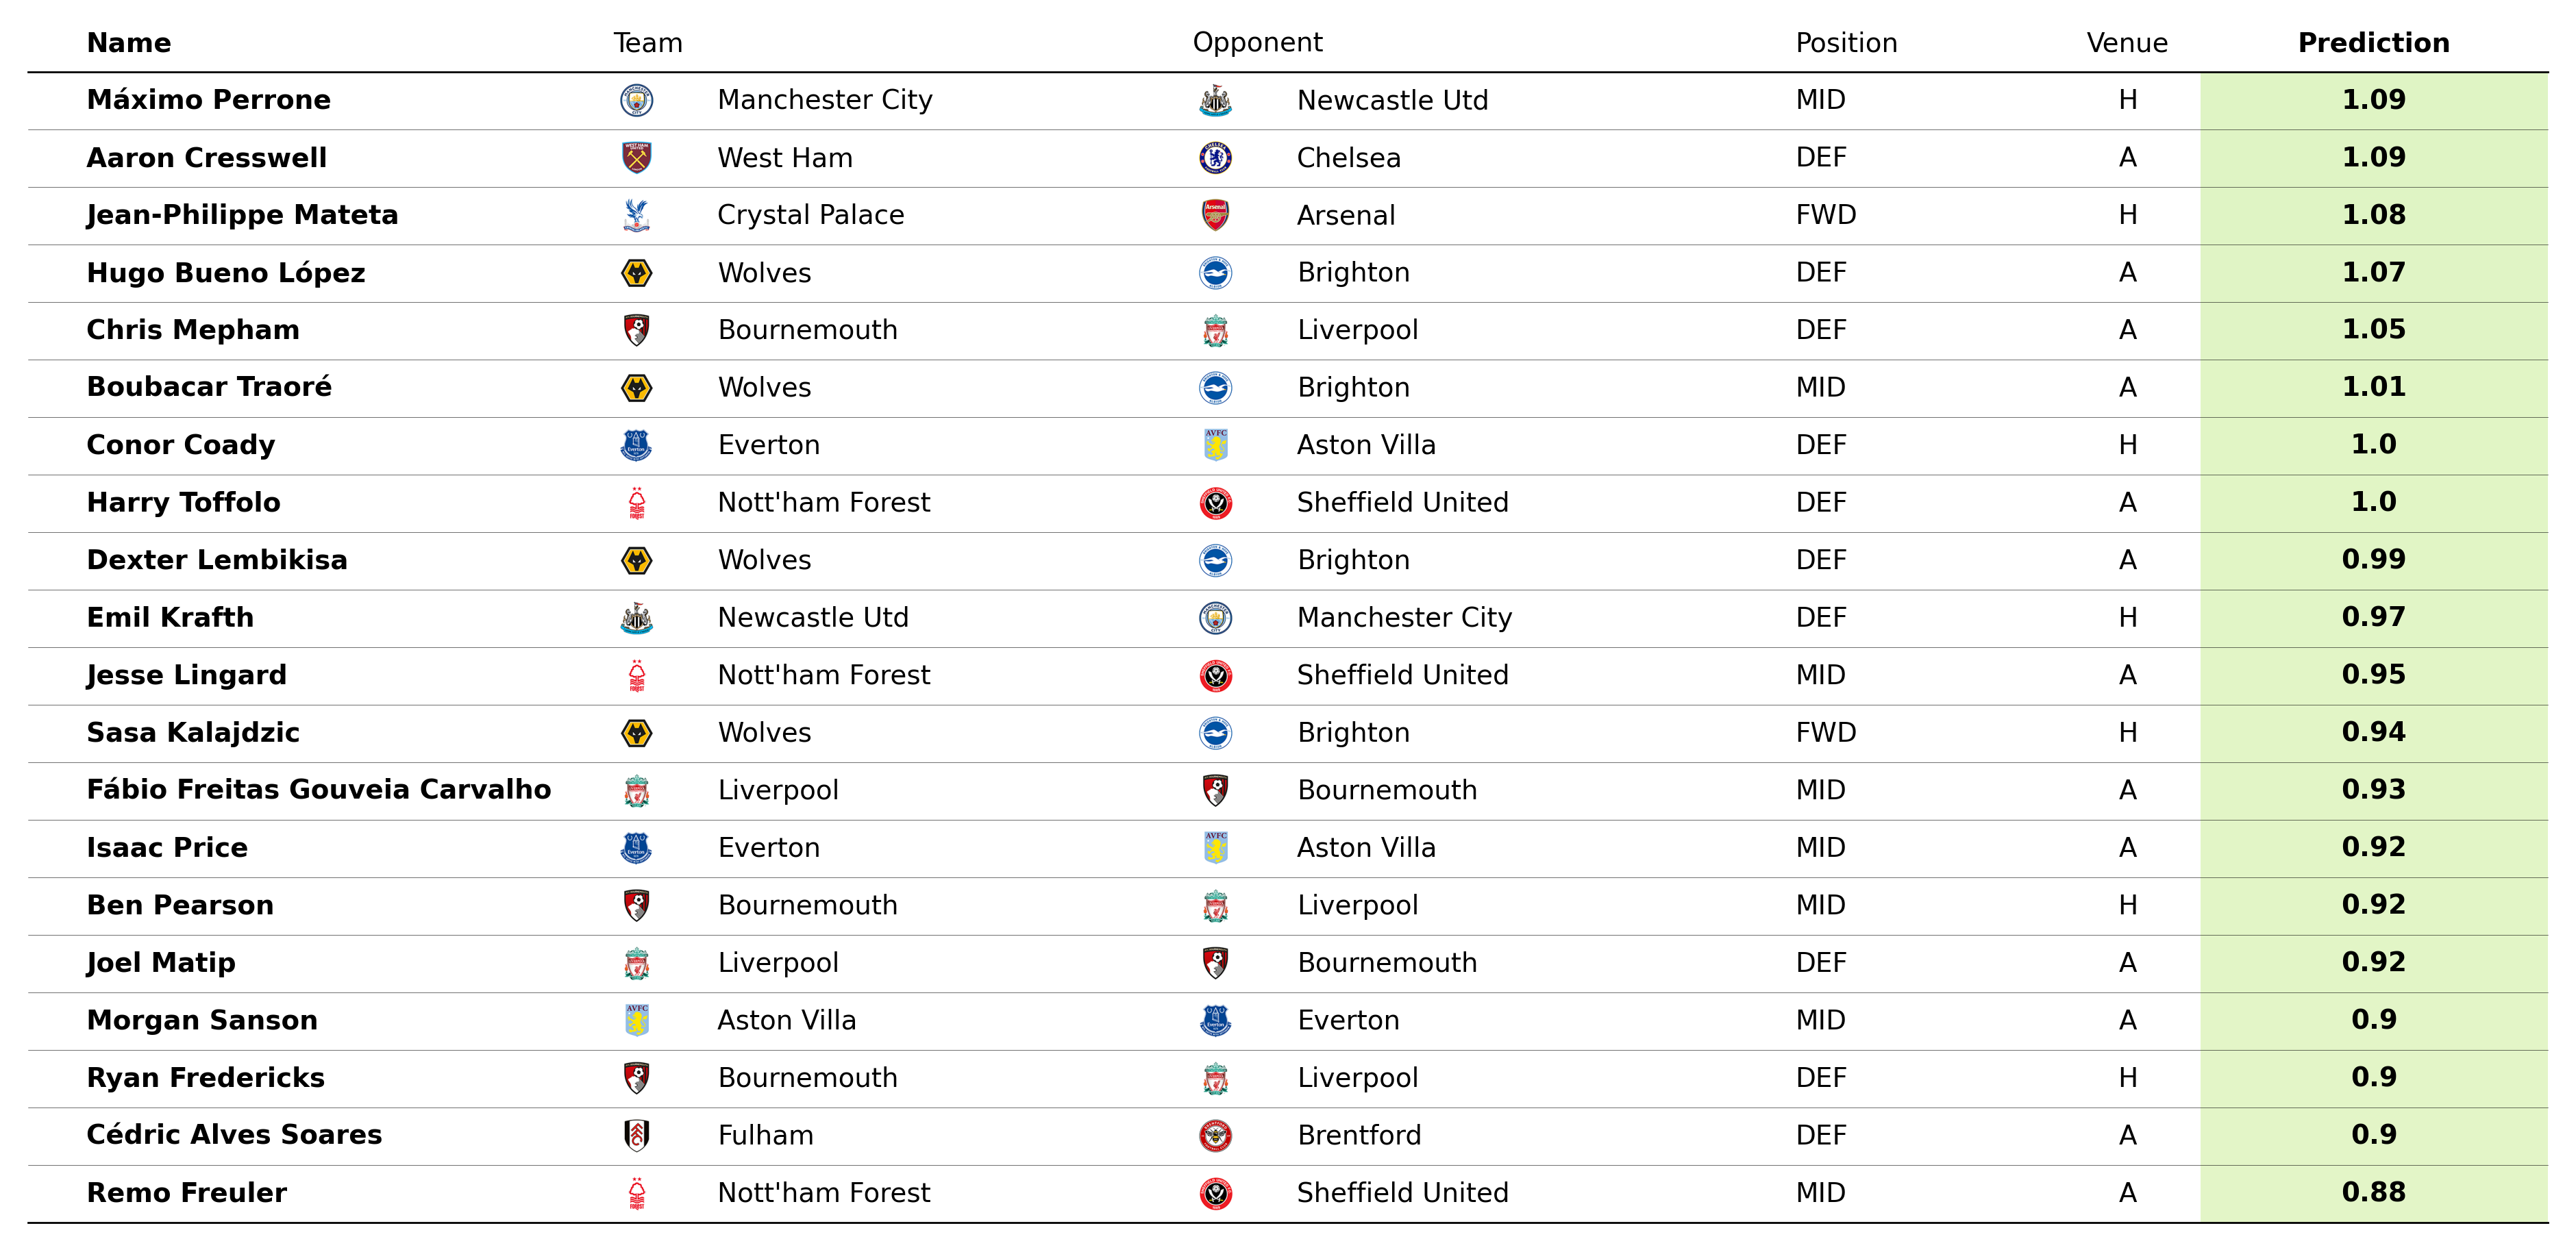 Name Team Opponent Position Venue Prediction
Máximo Perrone Manchester City Newcastle Utd MID H 1.09
Aaron Cresswell West Ham Chelsea DEF A 1.09
Jean-Philippe Mateta Crystal Palace Arsenal FWD H 1.08
Hugo Bueno López Wolves Brighton DEF A 1.07
Chris Mepham Bournemouth Liverpool DEF A 1.05
Boubacar Traoré Wolves Brighton MID A 1.01
Conor Coady Everton Aston Villa DEF H 1.0
Harry Toffolo Nott'ham Forest Sheffield United DEF A 1.0
Dexter Lembikisa Wolves Brighton DEF A 0.99
Emil Krafth Newcastle Utd Manchester City DEF H 0.97
Jesse Lingard Nott'ham Forest Sheffield United MID A 0.95
Sasa Kalajdzic Wolves Brighton FWD H 0.94
Fábio Freitas Gouveia Carvalho Liverpool Bournemouth MID A 0.93
Isaac Price Everton Aston Villa MID A 0.92
Ben Pearson Bournemouth Liverpool MID H 0.92
Joel Matip Liverpool Bournemouth DEF A 0.92
Morgan Sanson Aston Villa Everton MID A 0.9
Ryan Fredericks Bournemouth Liverpool DEF H 0.9
Cédric Alves Soares Fulham Brentford DEF A 0.9
Remo Freuler Nott'ham Forest Sheffield United MID A 0.88